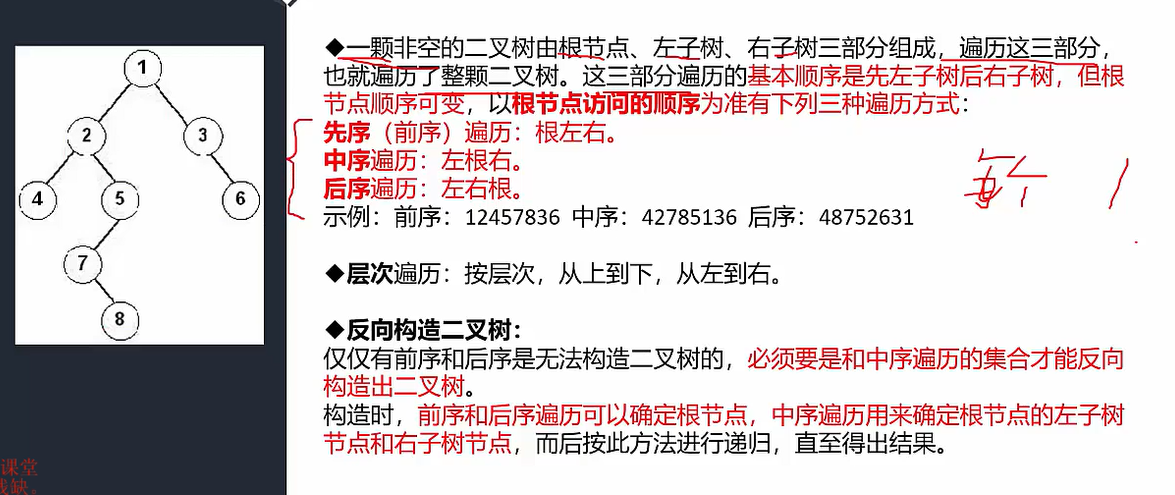 1
2
3
4
5
6
7
8
◆一颗非空的二叉树由根节点、左子树、右子树三部分组成，遍历这三部分，
也就遍历了整颗二叉树。这三部分遍历的基本顺序是先左子树后右子树，但根
节点顺序可变，以根节点访问的顺序为准有下列三种遍历方式：
先序（前序）遍历：根左右。
中序遍历：左根右。
后序遍历：左右根。
示例：前序：12457836 中序：42785136 后序：48752631
◆层次遍历：按层次，从上到下，从左到右。
◆反向构造二叉树：
仅仅有前序和后序是无法构造二叉树的，必须要是和中序遍历的集合才能反向
构造出二叉树。
构造时，前序和后序遍历可以确定根节点，中序遍历用来确定根节点的左子树
节点和右子树节点，而后按此方法进行递归，直至得出结果。
课堂